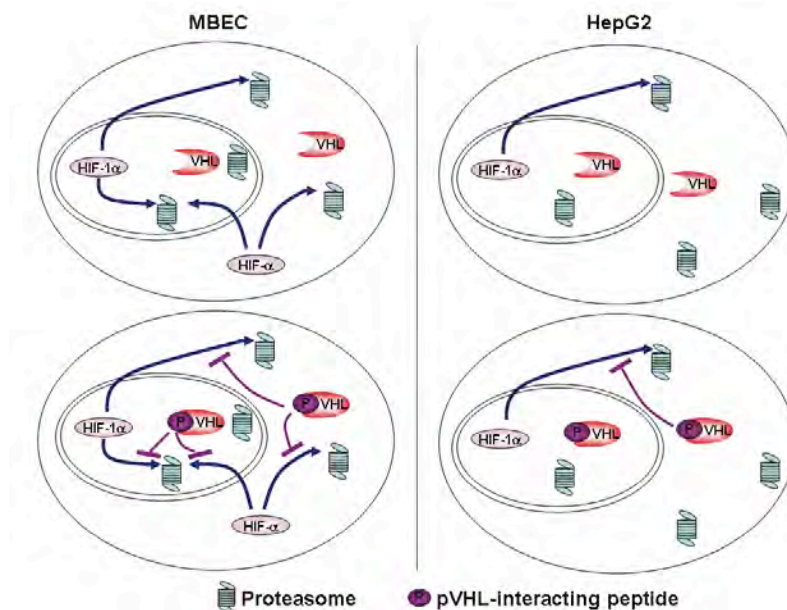 MBEC
HepG2
VHL
VHL
HIF-1α
HIF-α
HIF-1α
VHL
VHL
P VHL
HIF-1α
P VHL
HIF-α
HIF-1α
P VHL
P VHL
Proteasome
P pVHL-interacting peptide